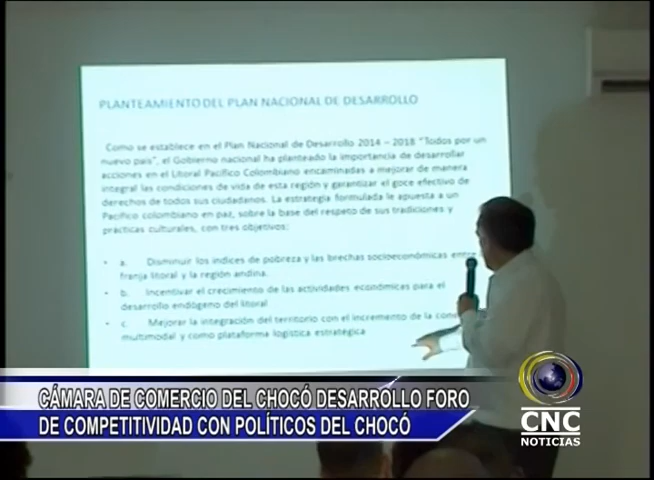 PLANTEAMIENTO DEL PLAN NACIONAL DE DESARROLLO
Como se establece en el Plan Nacional de Desarrollo 2014 – 2018 "Todos por un
nuevo país", el Gobierno nacional ha planteado la importancia de desarrollar
acciones en el Litoral Pacífico Colombiano encaminadas a mejorar de manera
integral las condiciones de vida de esta región y garantizar el goce efectivo de
derechos de todos sus ciudadanos. La estrategia formulada le apuesta a un
Pacífico colombiano en paz, sobre la base del respeto de sus tradiciones y
prácticas culturales, con tres objetivos:
• a. Disminuir los índices de pobreza y las brechas socioeconómicas entre
franja litoral y la región andina.
• b. Incentivar el crecimiento de las actividades económicas para el
desarrollo endógeno del litoral
• c. Mejorar la integración del territorio con el incremento de la
multimodal y como plataforma logística estratégica
CÁMARA DE COMERCIO DEL CHOCÓ DESARROLLO FORO
DE COMPETITIVIDAD CON POLÍTICOS DEL CHOCÓ
CNC
NOTICIAS